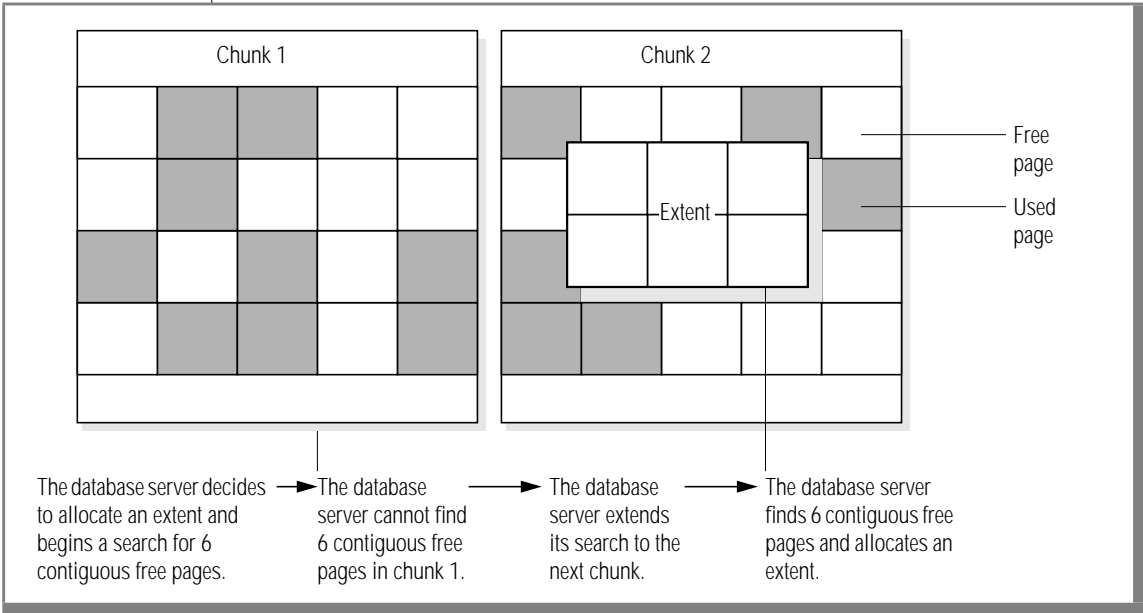 Chunk 1
Chunk 2
Free
page
Used
page
Extent
The database server decides
to allocate an extent and
begins a search for 6
contiguous free pages.
The database
server cannot find
6 contiguous free
pages in chunk 1.
The database
server extends
its search to the
next chunk.
The database server
finds 6 contiguous free
pages and allocates an
extent.